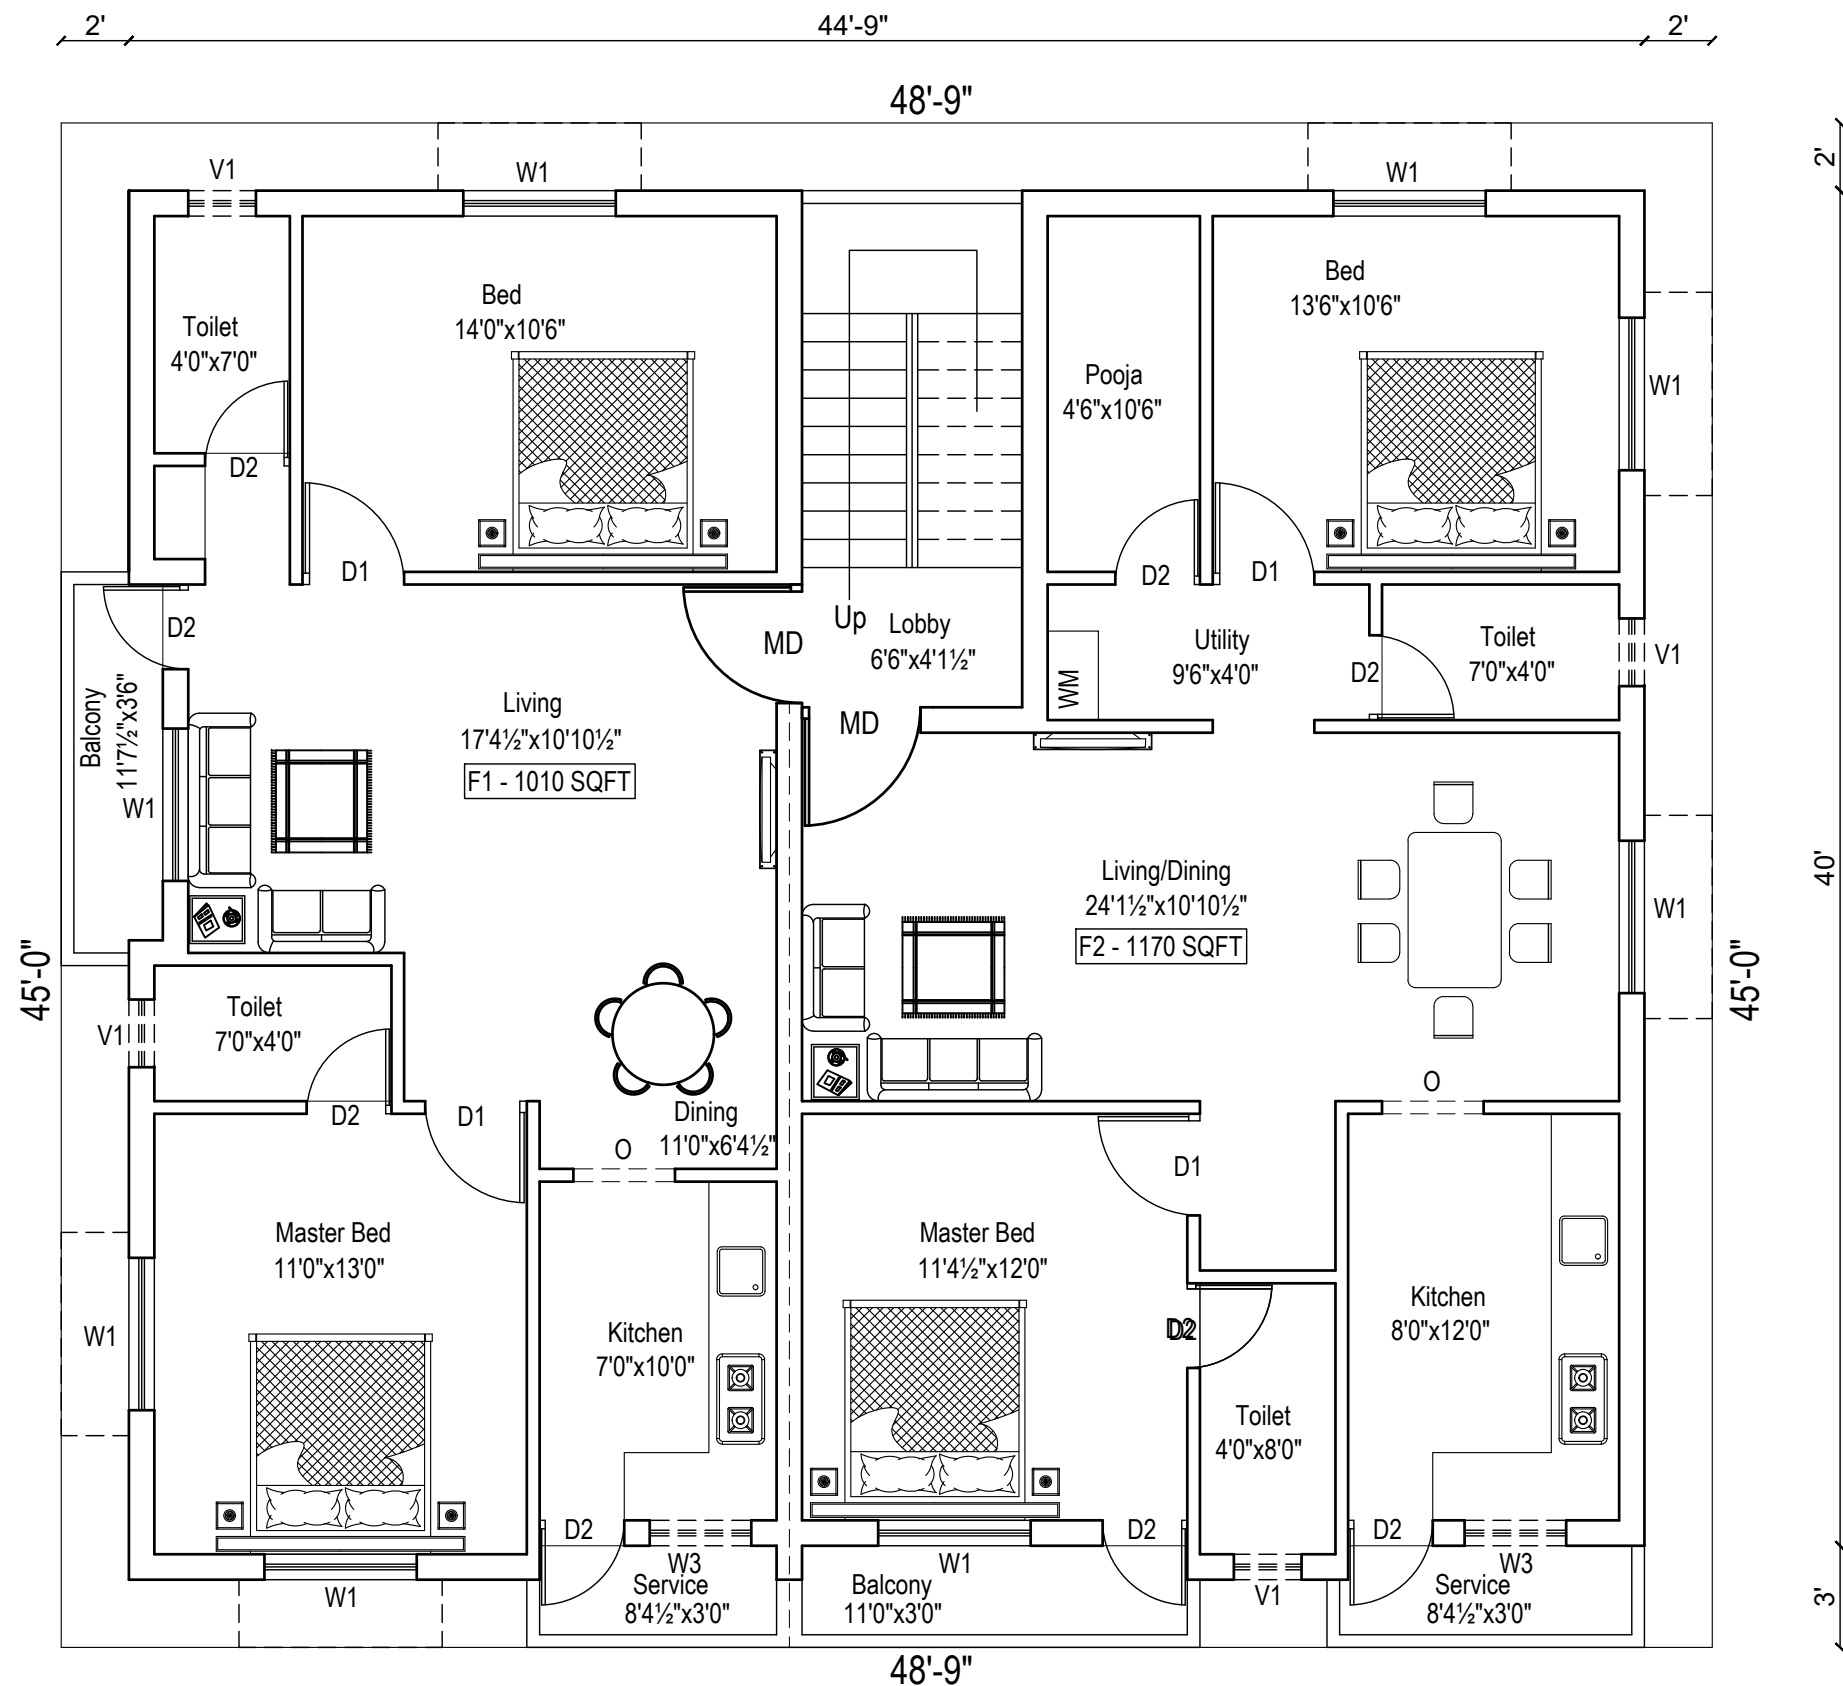 2'
44'-9"
2'
48'-9"
2'
V1
W1
W1
Bed
14'0"x10'6"
Bed
13'6"x10'6"
Toilet
4'0"x7'0"
Pooja
4'6"x10'6"
W1
D2
D1
D2
D1
D2
MD
Up
Lobby
6'6"x4'1½"
Utility
9'6"x4'0"
D2
Toilet
7'0"x4'0"
V1
WM
Balcony
11'7½"x3'6"
W1
Living
17'4½"x10'10½"
F1 - 1010 SQFT
MD
Living/Dining
24'1½"x10'10½"
F2 - 1170 SQFT
W1
40'
45'-0"
45'-0"
Toilet
7'0"x4'0"
V1
D2
D1
Dining
11'0"x6'4½"
O
O
D1
Master Bed
11'0"x13'0"
W1
Master Bed
11'4½"x12'0"
D2
D2
Kitchen
7'0"x10'0"
Kitchen
8'0"x12'0"
Toilet
4'0"x8'0"
D2
W3
D2
D2
W3
W1
W1
V1
Service
8'4½"x3'0"
Balcony
11'0"x3'0"
Service
8'4½"x3'0"
3'
48'-9"